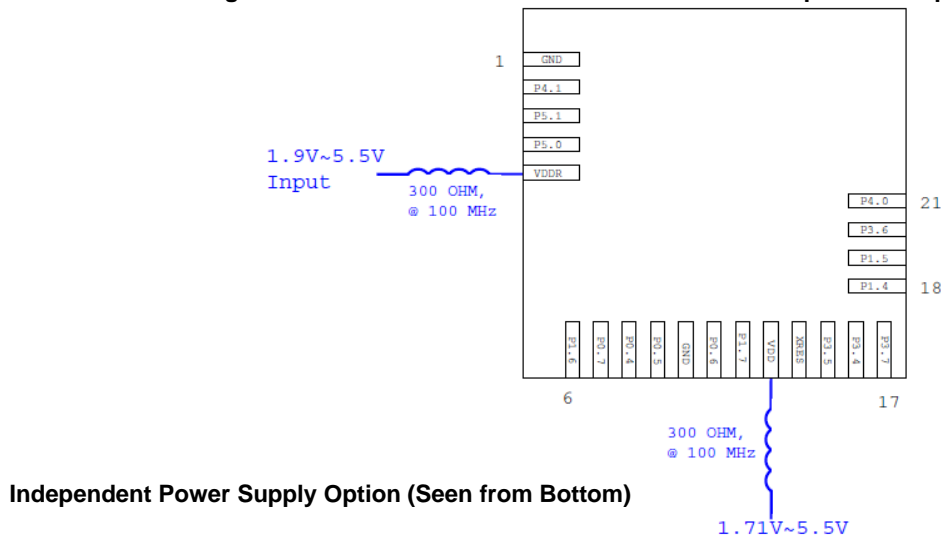 1
GND
P4.1
P5.1
P5.0
VDDR
1.9V~5.5V
Input
300 OHM,
@ 100 MHz
P4.0
21
P3.6
P1.5
P1.4
18
P1.6
P0.7
P0.4
P0.5
GND
P0.6
P1.7
VDD
XRES
P3.5
P3.4
P3.7
6
17
300 OHM,
@ 100 MHz
Independent Power Supply Option (Seen from Bottom)
1.71V~5.5V